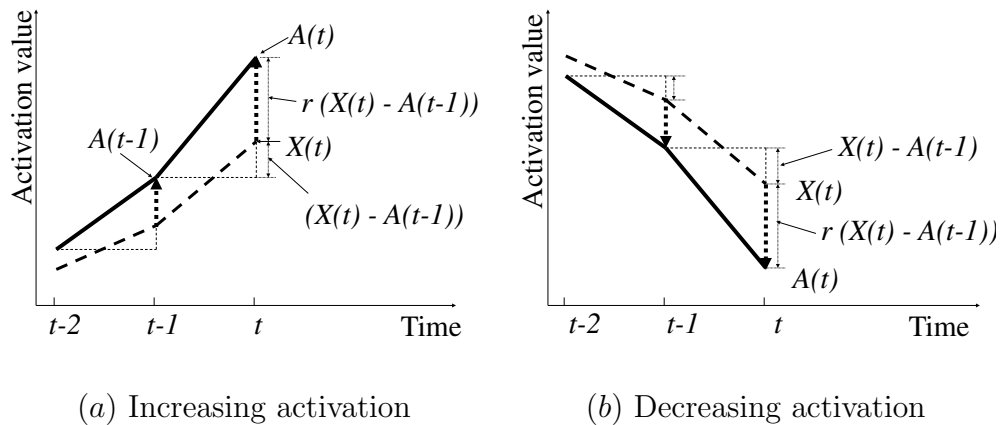 Activation value
A(t)
r (X(t) - A(t-1))
A(t-1)
X(t)
(X(t) - A(t-1))
t-2
t-1
t
Time
(a) Increasing activation
Activation value
X(t) - A(t-1)
X(t)
r (X(t) - A(t-1))
A(t)
t-2
t-1
t
Time
(b) Decreasing activation